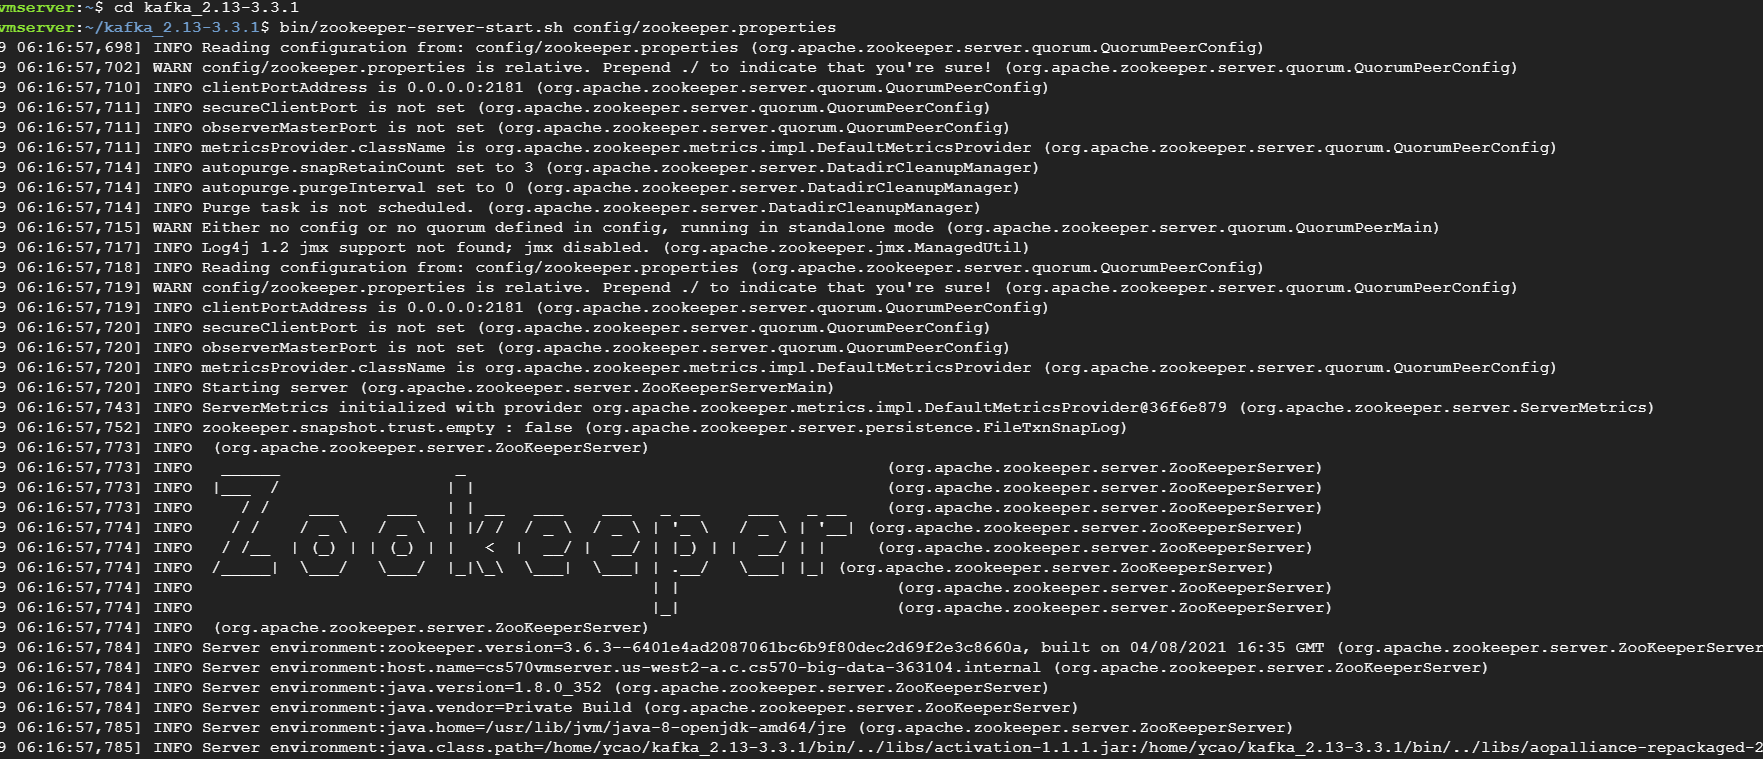 vmserver:~$ cd kafka_2.13-3.3.1
vmserver:~/kafka_2.13-3.3.1$ bin/zookeeper-server-start.sh config/zookeeper.properties
9 06:16:57,698] INFO Reading configuration from: config/zookeeper.properties (org.apache.zookeeper.server.quorum.QuorumPeerConfig)
9 06:16:57,702] WARN config/zookeeper.properties is relative. Prepend ./ to indicate that you're sure! (org.apache.zookeeper.server.quorum.QuorumPeerConfig)
9 06:16:57,710] INFO clientPortAddress is 0.0.0.0:2181 (org.apache.zookeeper.server.quorum.QuorumPeerConfig)
9 06:16:57,711] INFO secureClientPort is not set (org.apache.zookeeper.server.quorum.QuorumPeerConfig)
9 06:16:57,711] INFO observerMasterPort is not set (org.apache.zookeeper.server.quorum.QuorumPeerConfig)
9 06:16:57,711] INFO metricsProvider.className is org.apache.zookeeper.metrics.impl.DefaultMetricsProvider (org.apache.zookeeper.server.quorum.QuorumPeerConfig)
9 06:16:57,714] INFO autopurge.snapRetainCount set to 3 (org.apache.zookeeper.server.DatadirCleanupManager)
9 06:16:57,714] INFO autopurge.purgeInterval set to 0 (org.apache.zookeeper.server.DatadirCleanupManager)
9 06:16:57,714] INFO Purge task is not scheduled. (org.apache.zookeeper.server.DatadirCleanupManager)
9 06:16:57,715] WARN Either no config or no quorum defined in config, running in standalone mode (org.apache.zookeeper.server.quorum.QuorumPeerMain)
9 06:16:57,717] INFO Log4j 1.2 jmx support not found; jmx disabled. (org.apache.zookeeper.jmx.ManagedUtil)
9 06:16:57,718] INFO Reading configuration from: config/zookeeper.properties (org.apache.zookeeper.server.quorum.QuorumPeerConfig)
9 06:16:57,719] WARN config/zookeeper.properties is relative. Prepend ./ to indicate that you're sure! (org.apache.zookeeper.server.quorum.QuorumPeerConfig)
9 06:16:57,719] INFO clientPortAddress is 0.0.0.0:2181 (org.apache.zookeeper.server.quorum.QuorumPeerConfig)
9 06:16:57,720] INFO secureClientPort is not set (org.apache.zookeeper.server.quorum.QuorumPeerConfig)
9 06:16:57,720] INFO observerMasterPort is not set (org.apache.zookeeper.server.quorum.QuorumPeerConfig)
9 06:16:57,720] INFO metricsProvider.className is org.apache.zookeeper.metrics.impl.DefaultMetricsProvider (org.apache.zookeeper.server.quorum.QuorumPeerConfig)
9 06:16:57,720] INFO Starting server (org.apache.zookeeper.server.ZooKeeperServerMain)
9 06:16:57,743] INFO ServerMetrics initialized with provider org.apache.zookeeper.metrics.impl.DefaultMetricsProvider@36f6e879 (org.apache.zookeeper.server.ServerMetrics)
9 06:16:57,752] INFO zookeeper.snapshot.trust.empty : false (org.apache.zookeeper.server.persistence.FileTxnSnapLog)
9 06:16:57,773] INFO  (org.apache.zookeeper.server.ZooKeeperServer)
9 06:16:57,773] INFO   ______                  _                                           (org.apache.zookeeper.server.ZooKeeperServer)
9 06:16:57,773] INFO  |___  /                 | |                                          (org.apache.zookeeper.server.ZooKeeperServer)
9 06:16:57,773] INFO     / /    ___     ___   | | __   ___    ___   _ __     ___   _ __    (org.apache.zookeeper.server.ZooKeeperServer)
9 06:16:57,774] INFO    / /    / _ \   / _ \  | |/ /  / _ \  / _ \ | '_ \   / _ \ | '__| (org.apache.zookeeper.server.ZooKeeperServer)
9 06:16:57,774] INFO   / /__  | (_) | | (_) | |   <  |  __/ |  __/ | |_) | |  __/ | |     (org.apache.zookeeper.server.ZooKeeperServer)
9 06:16:57,774] INFO  /_____|  \___/   \___/  |_|\_\  \___|  \___| | .__/   \___| |_| (org.apache.zookeeper.server.ZooKeeperServer)
9 06:16:57,774] INFO                                               | |                      (org.apache.zookeeper.server.ZooKeeperServer)
9 06:16:57,774] INFO                                               |_|                      (org.apache.zookeeper.server.ZooKeeperServer)
9 06:16:57,774] INFO  (org.apache.zookeeper.server.ZooKeeperServer)
9 06:16:57,784] INFO Server environment:zookeeper.version=3.6.3--6401e4ad2087061bc6b9f80dec2d69f2e3c8660a, built on 04/08/2021 16:35 GMT (org.apache.zookeeper.server.ZooKeeperServer
9 06:16:57,784] INFO Server environment:host.name=cs570vmserver.us-west2-a.c.cs570-big-data-363104.internal (org.apache.zookeeper.server.ZooKeeperServer)
9 06:16:57,784] INFO Server environment:java.version=1.8.0_352 (org.apache.zookeeper.server.ZooKeeperServer)
9 06:16:57,784] INFO Server environment:java.vendor=Private Build (org.apache.zookeeper.server.ZooKeeperServer)
9 06:16:57,785] INFO Server environment:java.home=/usr/lib/jvm/java-8-openjdk-amd64/jre (org.apache.zookeeper.server.ZooKeeperServer)
9 06:16:57,785] INFO Server environment:java.class.path=/home/ycao/kafka_2.13-3.3.1/bin/../libs/activation-1.1.1.jar:/home/ycao/kafka_2.13-3.3.1/bin/../libs/aopalliance-repackaged-2